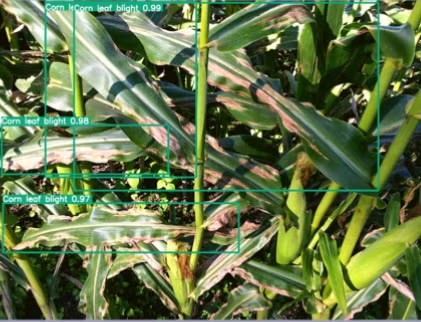 Corn leaf blight 0.99
Corn leaf blight 0.98
Corn leaf blight 0.97